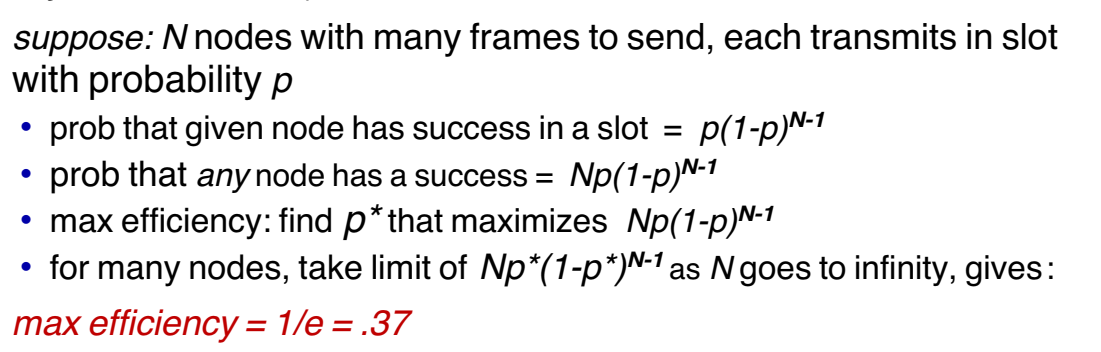 suppose: N nodes with many frames to send, each transmits in slot
with probability p
• prob that given node has success in a slot = p(1-p)^{N-1}
• prob that any node has a success = Np(1-p)^{N-1}
• max efficiency: find p* that maximizes Np(1-p)^{N-1}
• for many nodes, take limit of Np*(1-p*)^{N-1} as N goes to infinity, gives:
max efficiency = 1/e = .37